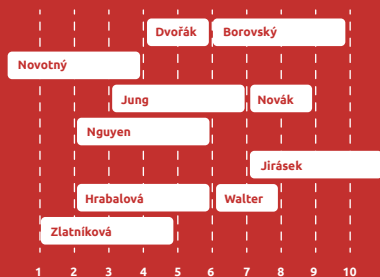 Dvořák Borovský
Novotný
Jung Novák
Nguyen
Jirásek
Hrabalová Walter
Zlatníková
1 2 3 4 5 6 7 8 9 10